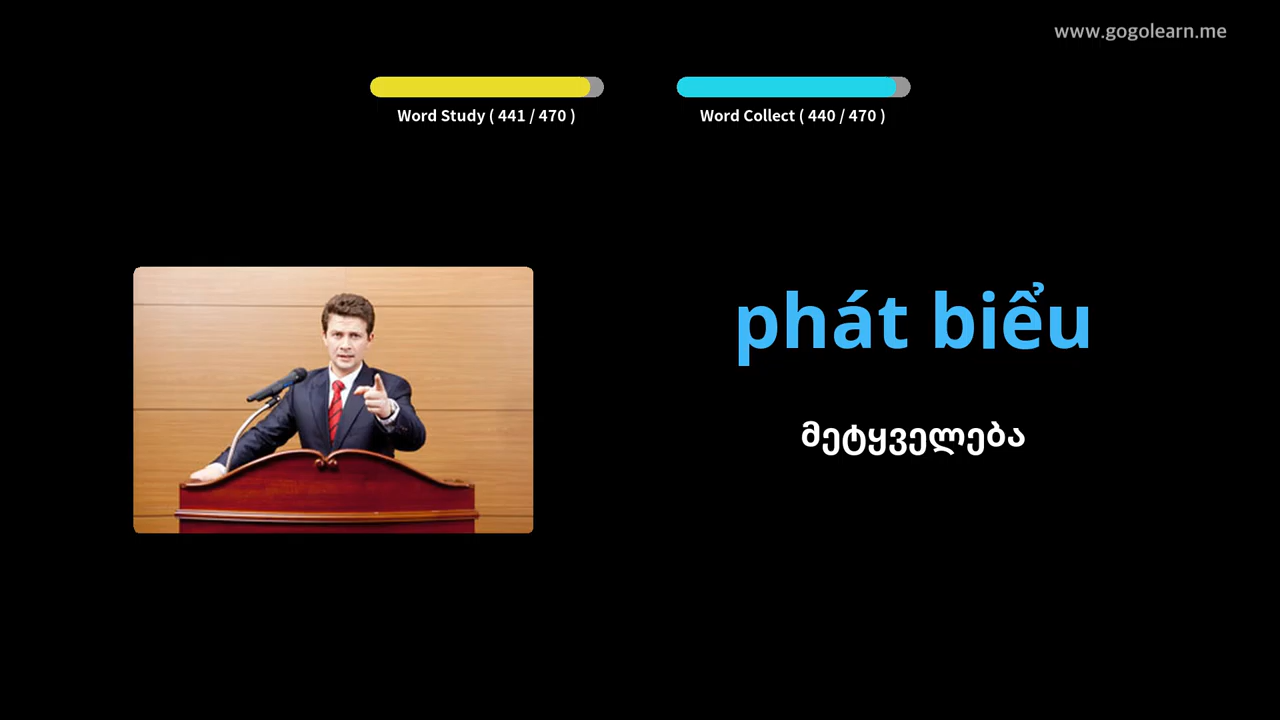 www.gogolearn.me
Word Study ( 441 / 470 )
Word Collect ( 440 / 470 )
phát biểu
მეტყველება